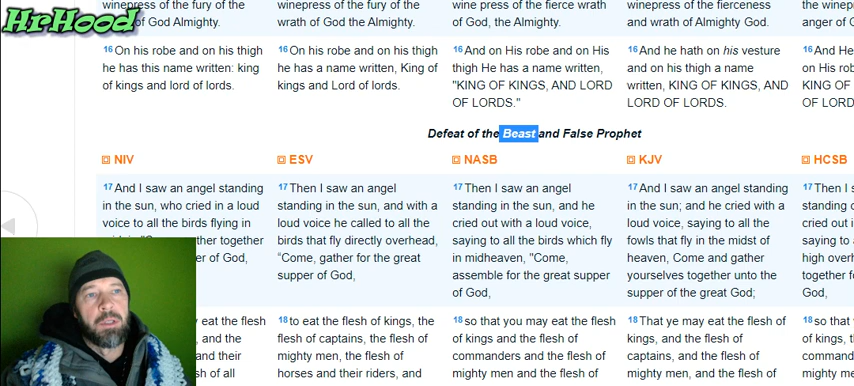 HrHood
winepress of the fury of the
of God Almighty.
winepress of the fury of the
wrath of God the Almighty.
wine press of the fierce wrath
of God, the Almighty.
winepress of the fierceness
and wrath of Almighty God.
the winep
anger of G
16 On his robe and on his thigh
he has this name written: king
of kings and lord of lords.
16 On his robe and on his thigh
he has a name written, King of
kings and Lord of lords.
16 And on His robe and on His
thigh He has a name written,
"KING OF KINGS, AND LORD
OF LORDS."
16 And he hath on his vesture
and on his thigh a name
written, KING OF KINGS, AND
LORD OF LORDS.
16 And He
on His rob
KING OF
OF LORD
Defeat of the Beast and False Prophet
NIV
ESV
NASB
KJV
HCSB
17 And I saw an angel standing
in the sun, who cried in a loud
voice to all the birds flying in
ther together
of God,
17 Then I saw an angel
standing in the sun, and with a
loud voice he called to all the
birds that fly directly overhead,
“Come, gather for the great
supper of God,
17 Then I saw an angel
standing in the sun, and he
cried out with a loud voice,
saying to all the birds which fly
in midheaven, "Come,
assemble for the great supper
of God,
17 And I saw an angel standing
in the sun; and he cried with a
loud voice, saying to all the
fowls that fly in the midst of
heaven, Come and gather
yourselves together unto the
supper of the great God;
17 Then I s
standing o
cried out i
saying to a
high overh
together f
God,
eat the flesh
and the
and their
s of all
18 to eat the flesh of kings, the
flesh of captains, the flesh of
mighty men, the flesh of
horses and their riders, and
18 so that you may eat the flesh
of kings and the flesh of
commanders and the flesh of
mighty men and the flesh of
18 That ye may eat the flesh of
kings, and the flesh of
captains, and the flesh of
mighty men, and the flesh of
18 so that
of kings, t
command
mighty me